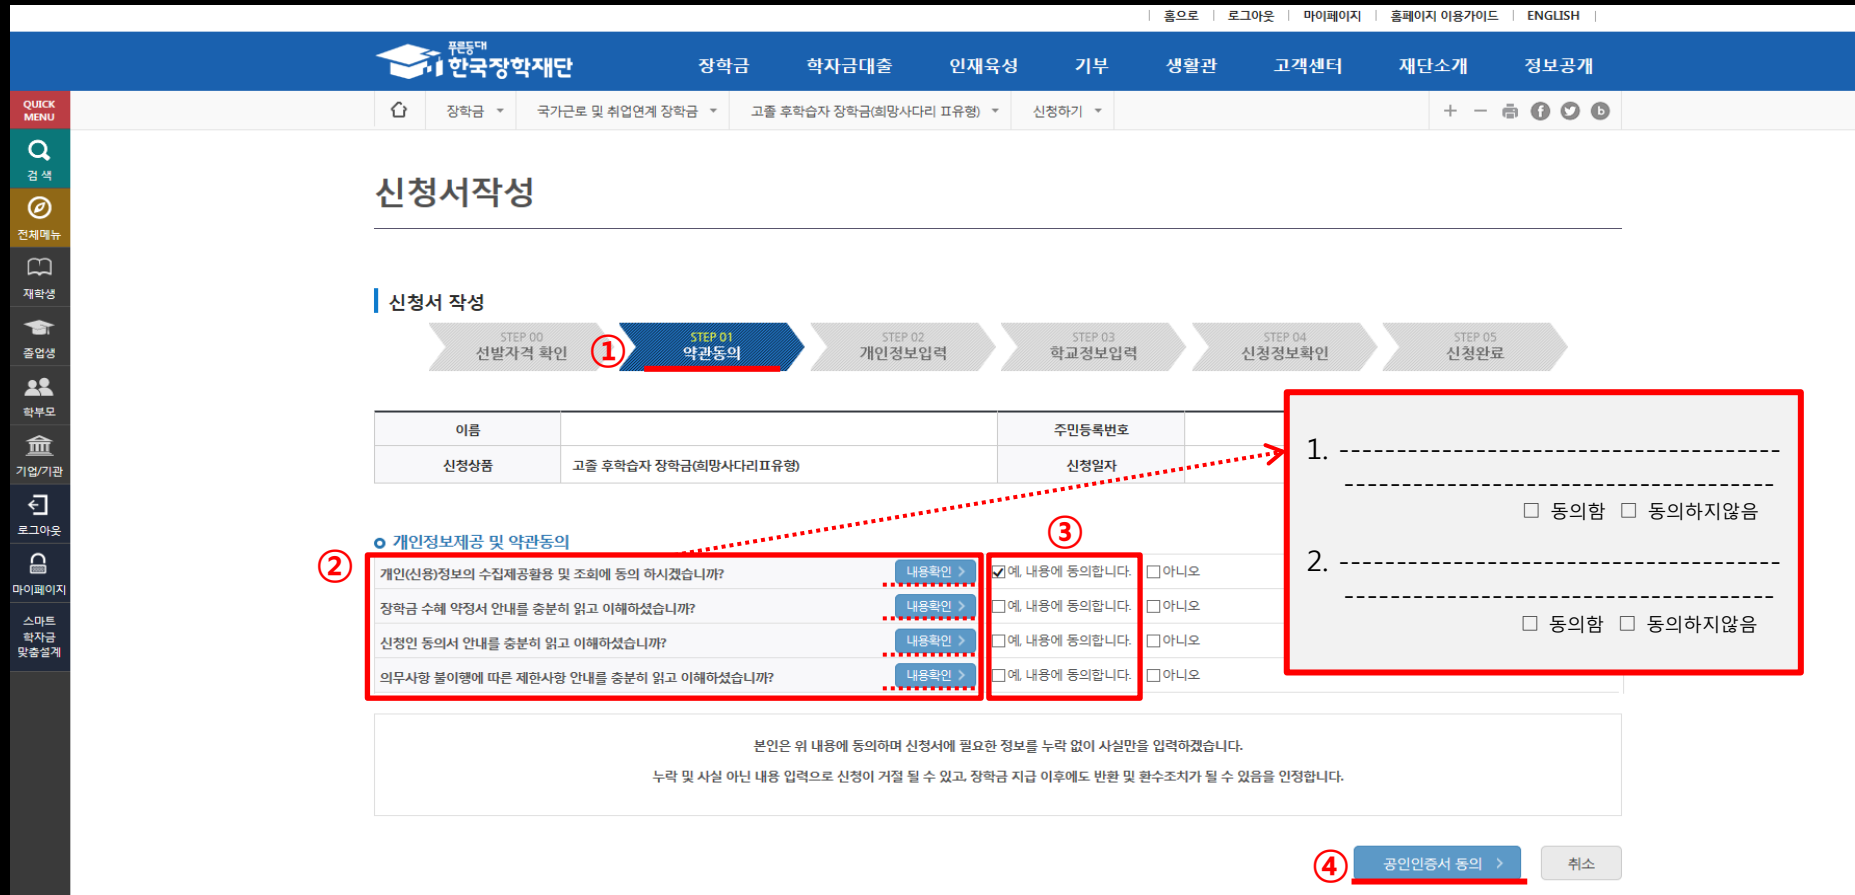 홈으로 | 로그아웃 | 마이페이지 | 홈페이지 이용가이드 | ENGLISH
푸른등대
한국장학재단
장학금 학자금대출 인재육성 기부 생활관 고객센터 재단소개 정보공개
QUICK
MENU
장학금 국가근로 및 취업연계 장학금 고졸 후학습자 장학금(희망사다리 II유형) 신청하기
검 색
전체메뉴
재학생
졸업생
학부모
기업/기관
로그아웃
마이페이지
스마트
학자금
맞춤설계
신청서작성
신청서 작성
STEP 00
선발자격 확인
①
STEP 01
약관동의
STEP 02
개인정보입력
STEP 03
학교정보입력
STEP 04
신청정보확인
STEP 05
신청완료
이름 주민등록번호
신청상품 고졸 후학습자 장학금(희망사다리II유형) 신청일자
개인정보제공 및 약관동의
②
③
개인(신용)정보의 수집제공활용 및 조회에 동의 하시겠습니까? 내용확인 > 예, 내용에 동의합니다. 아니오
장학금 수혜 약정서 안내를 충분히 읽고 이해하셨습니까? 내용확인 > 예, 내용에 동의합니다. 아니오
신청인 동의서 안내를 충분히 읽고 이해하셨습니까? 내용확인 > 예, 내용에 동의합니다. 아니오
의무사항 불이행에 따른 제한사항 안내를 충분히 읽고 이해하셨습니까? 내용확인 > 예, 내용에 동의합니다. 아니오
1. ---------------------------------------
--------------------------------------
□ 동의함 □ 동의하지않음
2. ---------------------------------------
--------------------------------------
□ 동의함 □ 동의하지않음
본인은 위 내용에 동의하며 신청서에 필요한 정보를 누락 없이 사실만을 입력하겠습니다.
누락 및 사실 아닌 내용 입력으로 신청이 거절 될 수 있고, 장학금 지급 이후에도 반환 및 환수조치가 될 수 있음을 인정합니다.
④
공인인증서 동의 >
취소